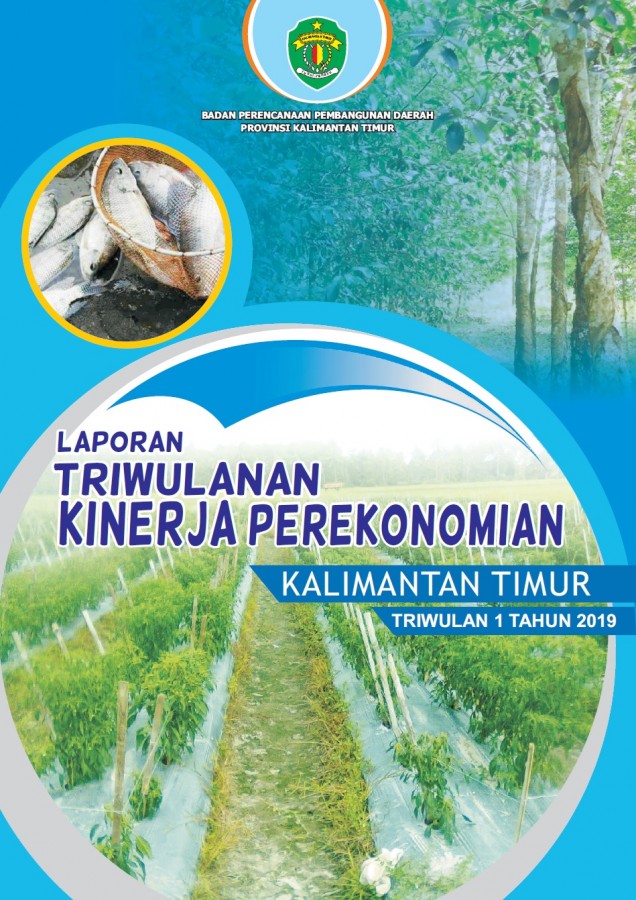 BADAN PERENCANAAN PEMBANGUNAN DAERAH
PROVINSI KALIMANTAN TIMUR
LAPORAN
TRIWULANAN
KINERJA PEREKONOMIAN
KALIMANTAN TIMUR
TRIWULAN 1 TAHUN 2019